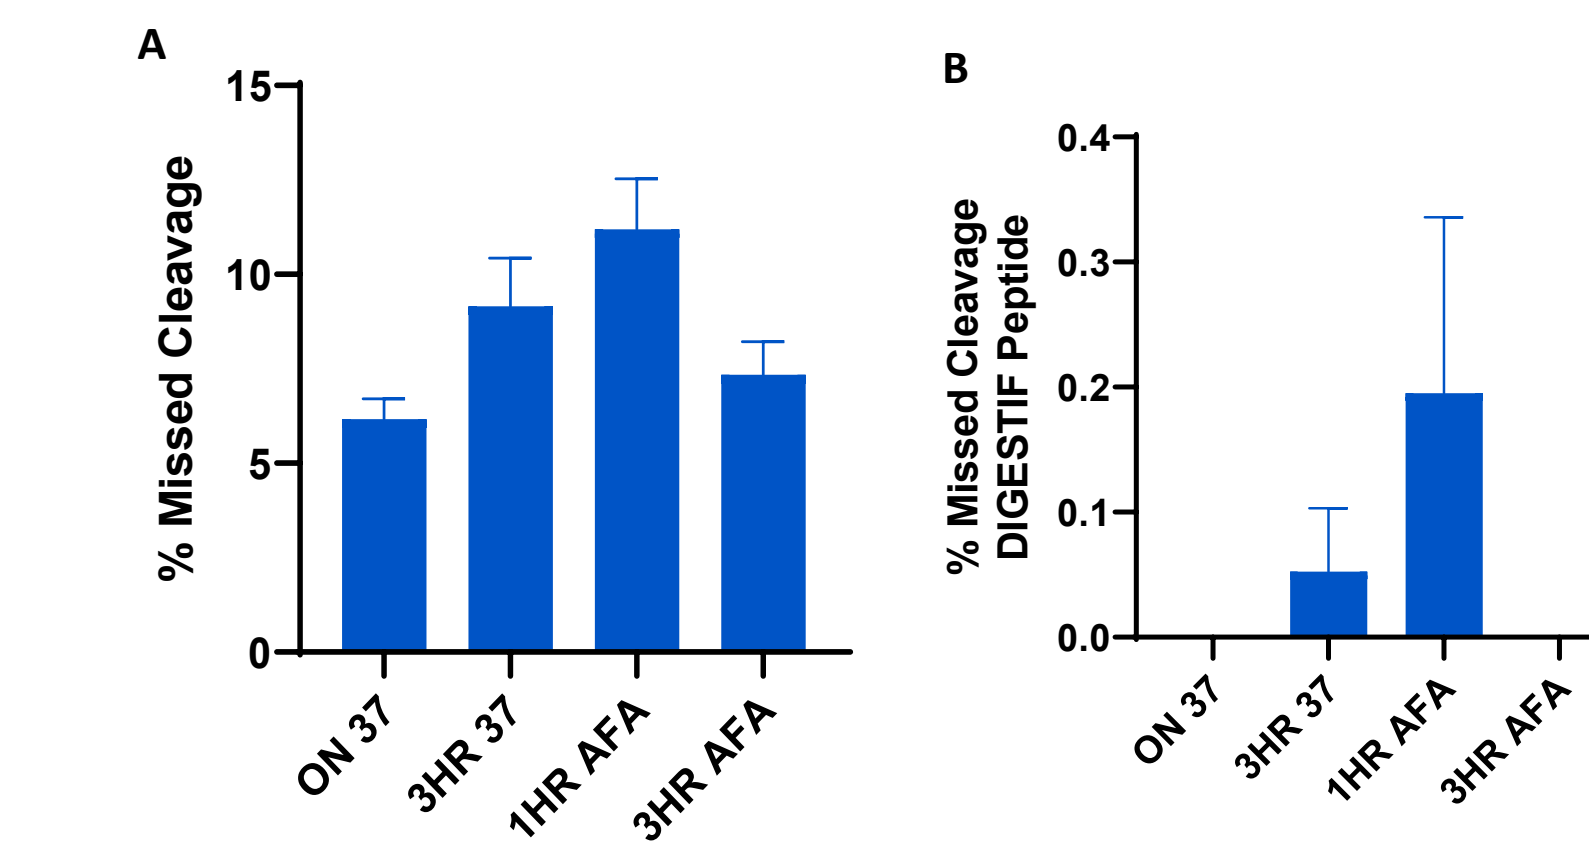 A
15
10
5
0
% Missed Cleavage
ON 37
3HR 37
1HR AFA
3HR AFA
B
0.4
0.3
0.2
0.1
0.0
% Missed Cleavage
DIGESTIF Peptide
ON 37
3HR 37
1HR AFA
3HR AFA